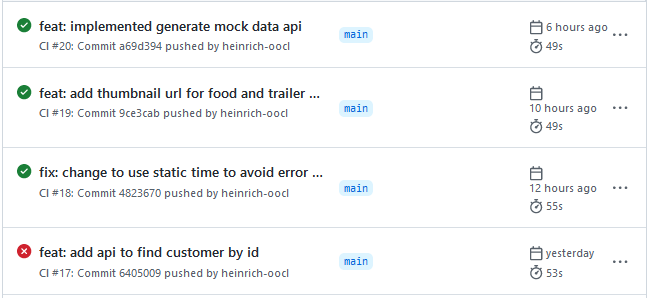 feat: implemented generate mock data api
CI #20: Commit a69d394 pushed by heinrich-oocl
main
6 hours ago
49s
feat: add thumbnail url for food and trailer ...
CI #19: Commit 9ce3cab pushed by heinrich-oocl
main
10 hours ago
49s
fix: change to use static time to avoid error ...
CI #18: Commit 4823670 pushed by heinrich-oocl
main
12 hours ago
55s
feat: add api to find customer by id
CI #17: Commit 6405009 pushed by heinrich-oocl
main
yesterday
53s